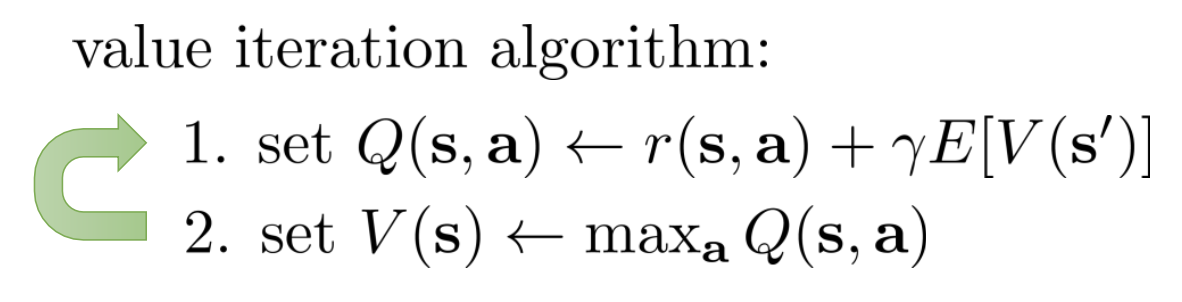 value iteration algorithm:
1. set Q(s, a) ← r(s, a) + γE[V(s′)]
2. set V(s) ← maxₐ Q(s, a)